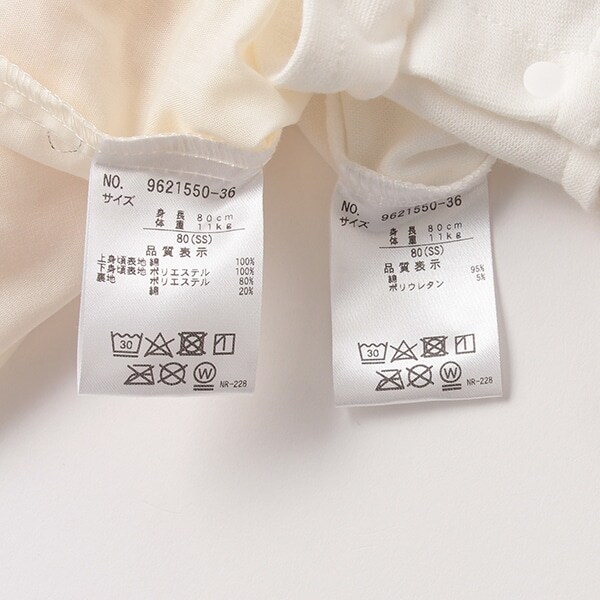 NO. 9621550-36
サイズ
身長 80cm
体重 11kg
80(SS)
品質表示
上身頃表地 綿 100%
下身頃表地 ポリエステル 100%
裏地 ポリエステル 80%
綿 20%
30
W
NR-228
NO. 9621550-36
サイズ
身長 80cm
体重 11kg
80(SS)
品質表示
綿 95%
ポリウレタン 5%
30
W
NR-228